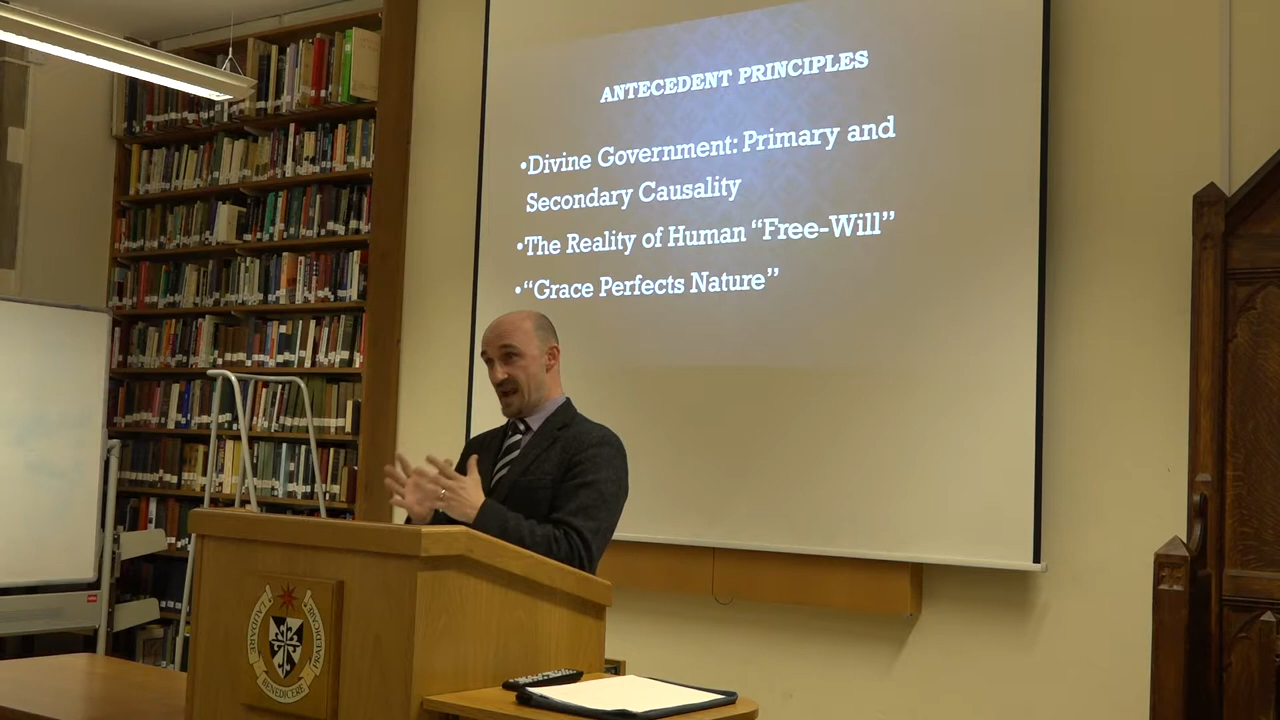 ANTECEDENT PRINCIPLES
•Divine Government: Primary and
Secondary Causality
•The Reality of Human “Free-Will”
•“Grace Perfects Nature”
LAUDARE
BENEDICERE
PRAEDICARE